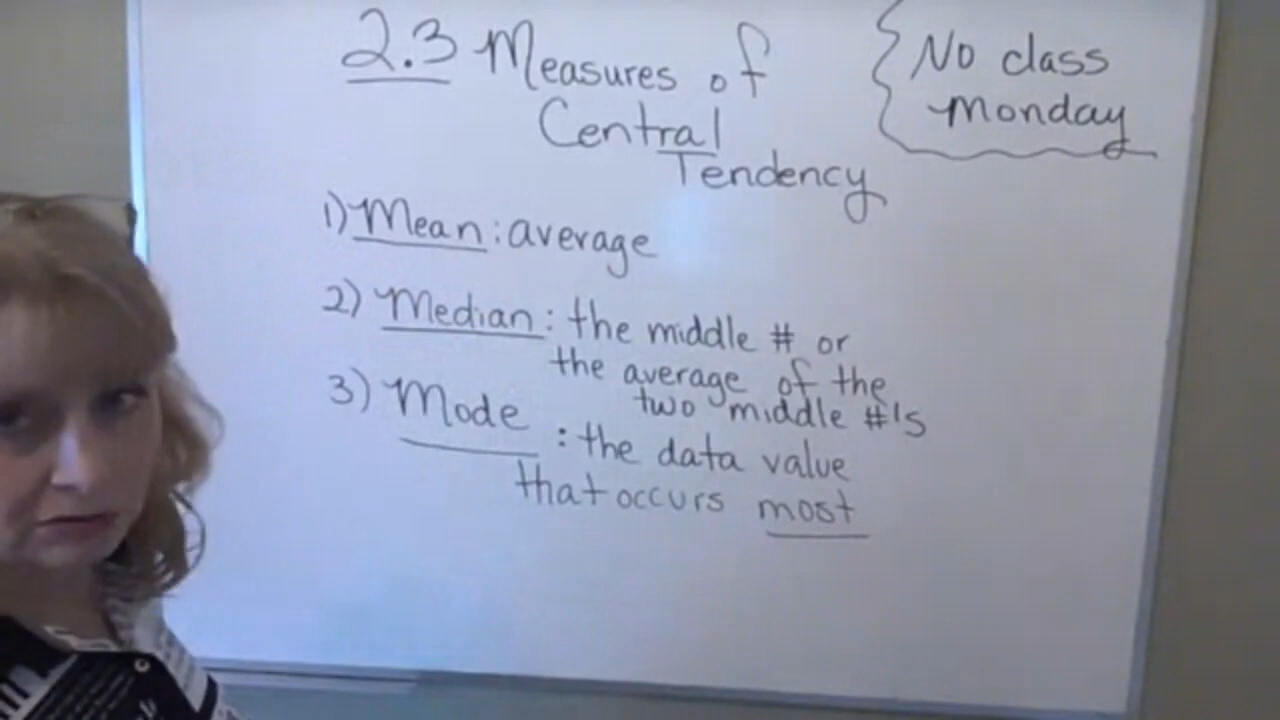 2.3 Measures of
Central
Tendency
No class
Monday
1) Mean: average
2) Median: the middle # or
the average of the
two middle #'s
3) Mode : the data value
that occurs most